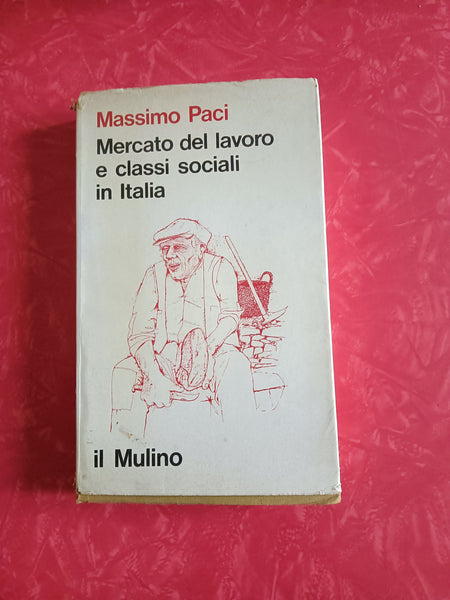 Massimo Paci
Mercato del lavoro
e classi sociali
in Italia
il Mulino